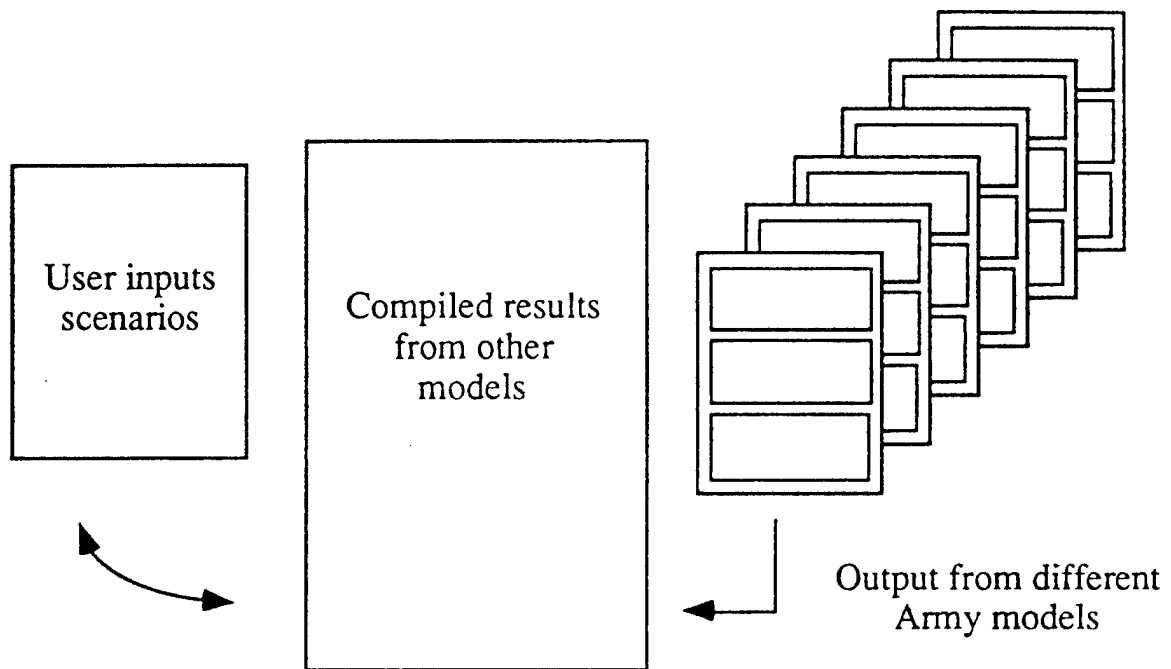 User inputs
scenarios
Compiled results
from other
models
Output from different
Army models